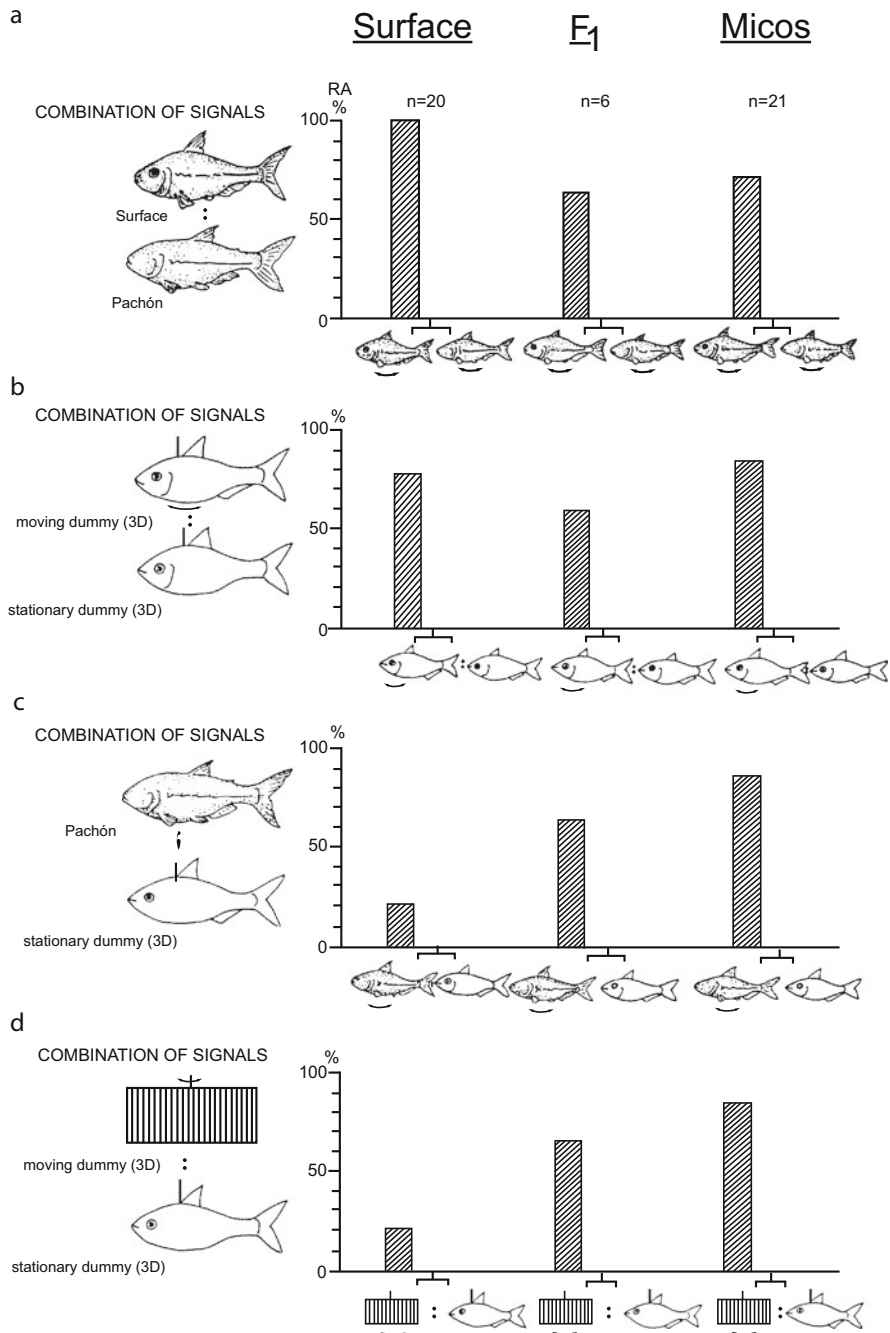 a
Surface F1 Micos
RA
%
n=20 n=6 n=21
COMBINATION OF SIGNALS
100
50
0
Surface
:
Pachón
b
COMBINATION OF SIGNALS
%
100
50
0
moving dummy (3D) :
stationary dummy (3D)
: : :
c
COMBINATION OF SIGNALS
%
100
50
0
Pachón
stationary dummy (3D)
d
COMBINATION OF SIGNALS
%
100
50
0
moving dummy (3D) :
stationary dummy (3D)
: : :